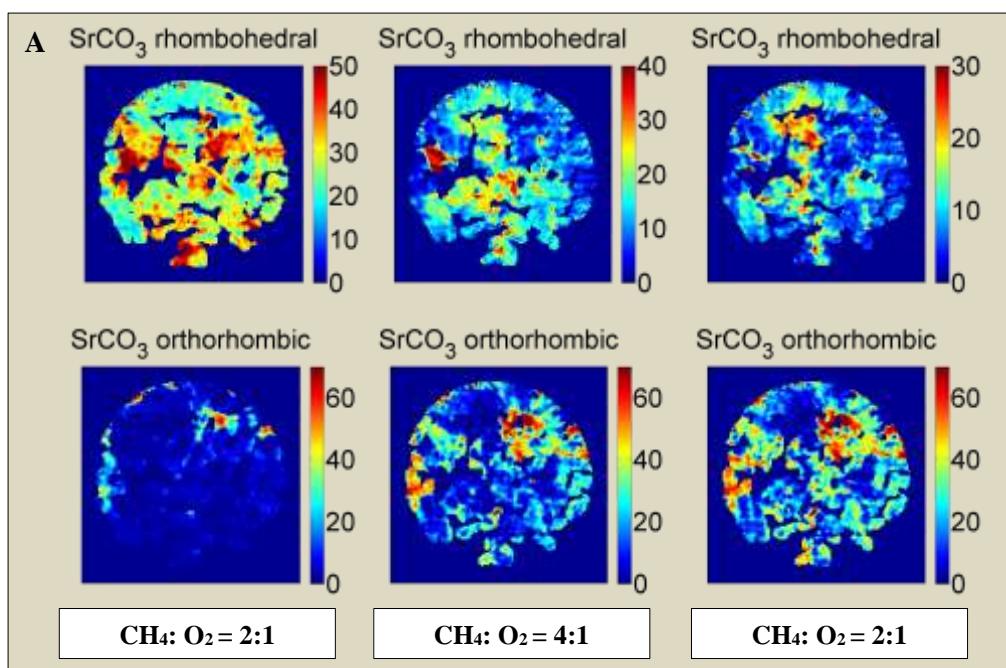 A
SrCO₃ rhombohedral
50
40
30
20
10
0
SrCO₃ rhombohedral
40
30
20
10
0
SrCO₃ rhombohedral
30
20
10
0
SrCO₃ orthorhombic
60
40
20
0
SrCO₃ orthorhombic
60
40
20
0
SrCO₃ orthorhombic
60
40
20
0
CH₄: O₂ = 2:1
CH₄: O₂ = 4:1
CH₄: O₂ = 2:1